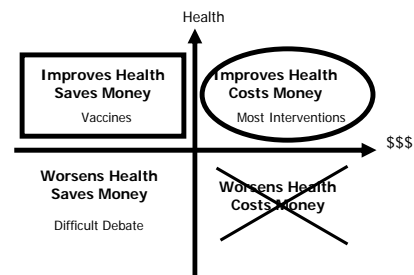 Health
Improves Health
Saves Money
Vaccines
Improves Health
Costs Money
Most Interventions
$$$
Worsens Health
Saves Money
Difficult Debate
Worsens Health
Costs Money